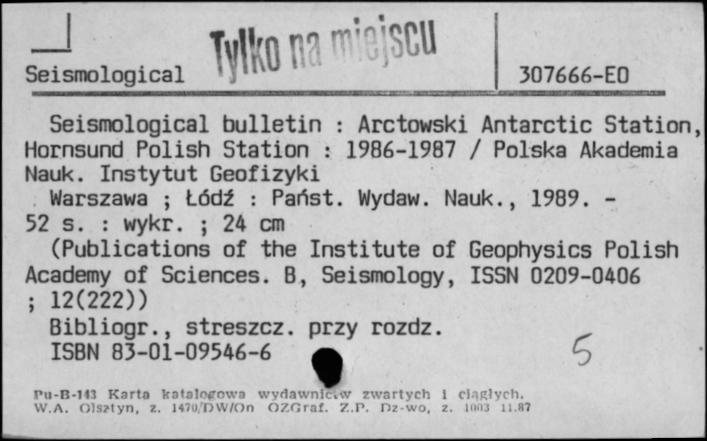 Tylko na miejscu
Seismological 307666-EO
Seismological bulletin : Arctowski Antarctic Station,
Hornsund Polish Station : 1986-1987 / Polska Akademia
Nauk. Instytut Geofizyki
Warszawa ; Łódź : Państ. Wydaw. Nauk., 1989. -
52 s. : wykr. ; 24 cm
(Publications of the Institute of Geophysics Polish
Academy of Sciences. B, Seismology, ISSN 0209-0406
; 12(222))
Bibliogr., streszcz. przy rozdz.
ISBN 83-01-09546-6 5
Pu-B-143 Karta katalogowa wydawnictw zwartych i ciągłych.
W.A. Olsztyn, z. 1470/DW/On OZGraf. Z.P. Dz-wo, z. 1003 11.87